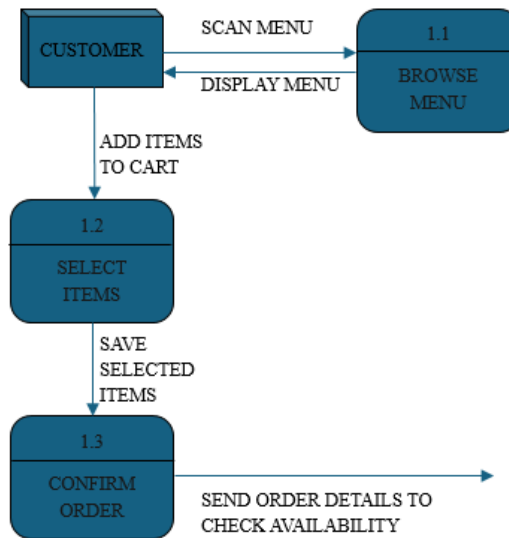 SCAN MENU
1.1
CUSTOMER
DISPLAY MENU
BROWSE
MENU
ADD ITEMS
TO CART
1.2
SELECT
ITEMS
SAVE
SELECTED
ITEMS
1.3
CONFIRM
ORDER
SEND ORDER DETAILS TO
CHECK AVAILABILITY